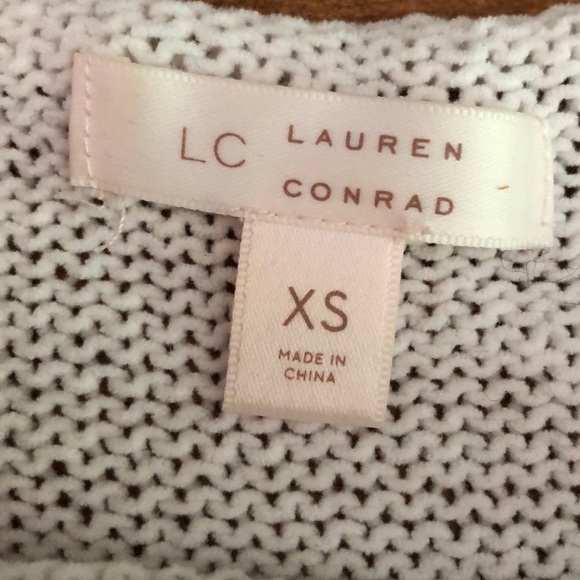 LC LAUREN
CONRAD
XS
MADE IN
CHINA